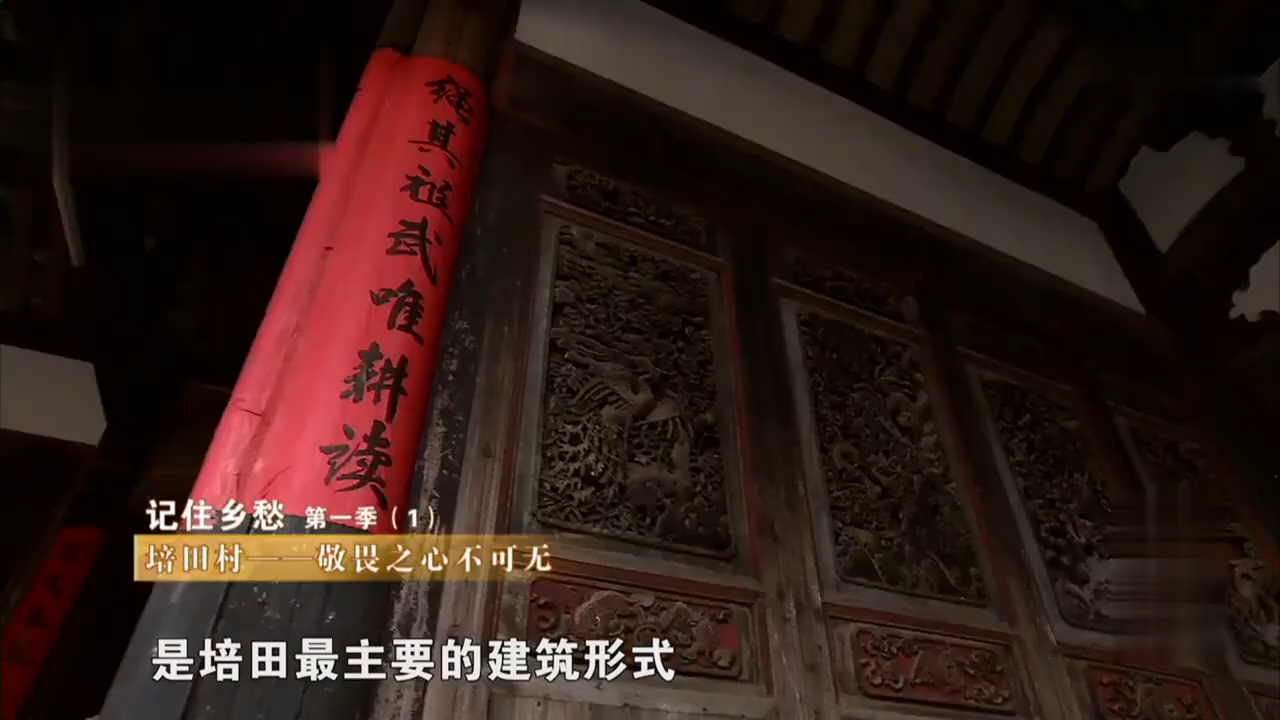 绳其祖武唯耕读
记住乡愁 第一季（1）
培田村——敬畏之心不可无
是培田最主要的建筑形式